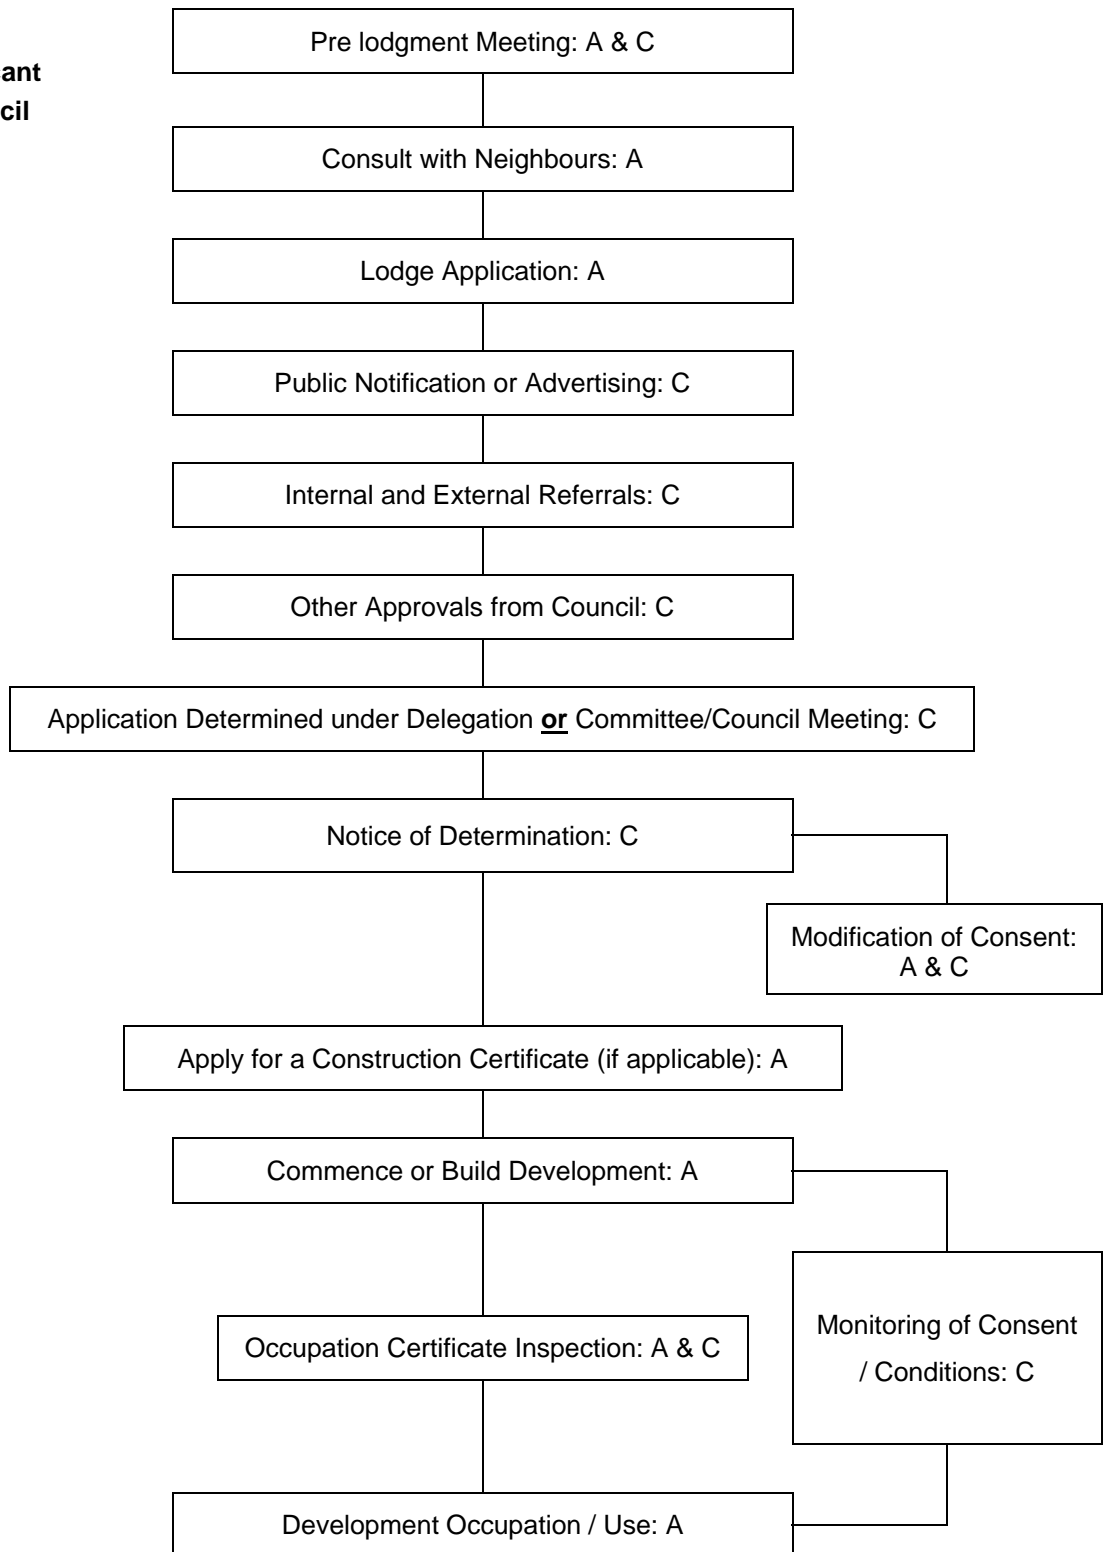 Pre lodgment Meeting: A & C
ant
cil
Consult with Neighbours: A
Lodge Application: A
Public Notification or Advertising: C
Internal and External Referrals: C
Other Approvals from Council: C
Application Determined under Delegation or Committee/Council Meeting: C
Notice of Determination: C
Modification of Consent:
A & C
Apply for a Construction Certificate (if applicable): A
Commence or Build Development: A
Monitoring of Consent
/ Conditions: C
Occupation Certificate Inspection: A & C
Development Occupation / Use: A